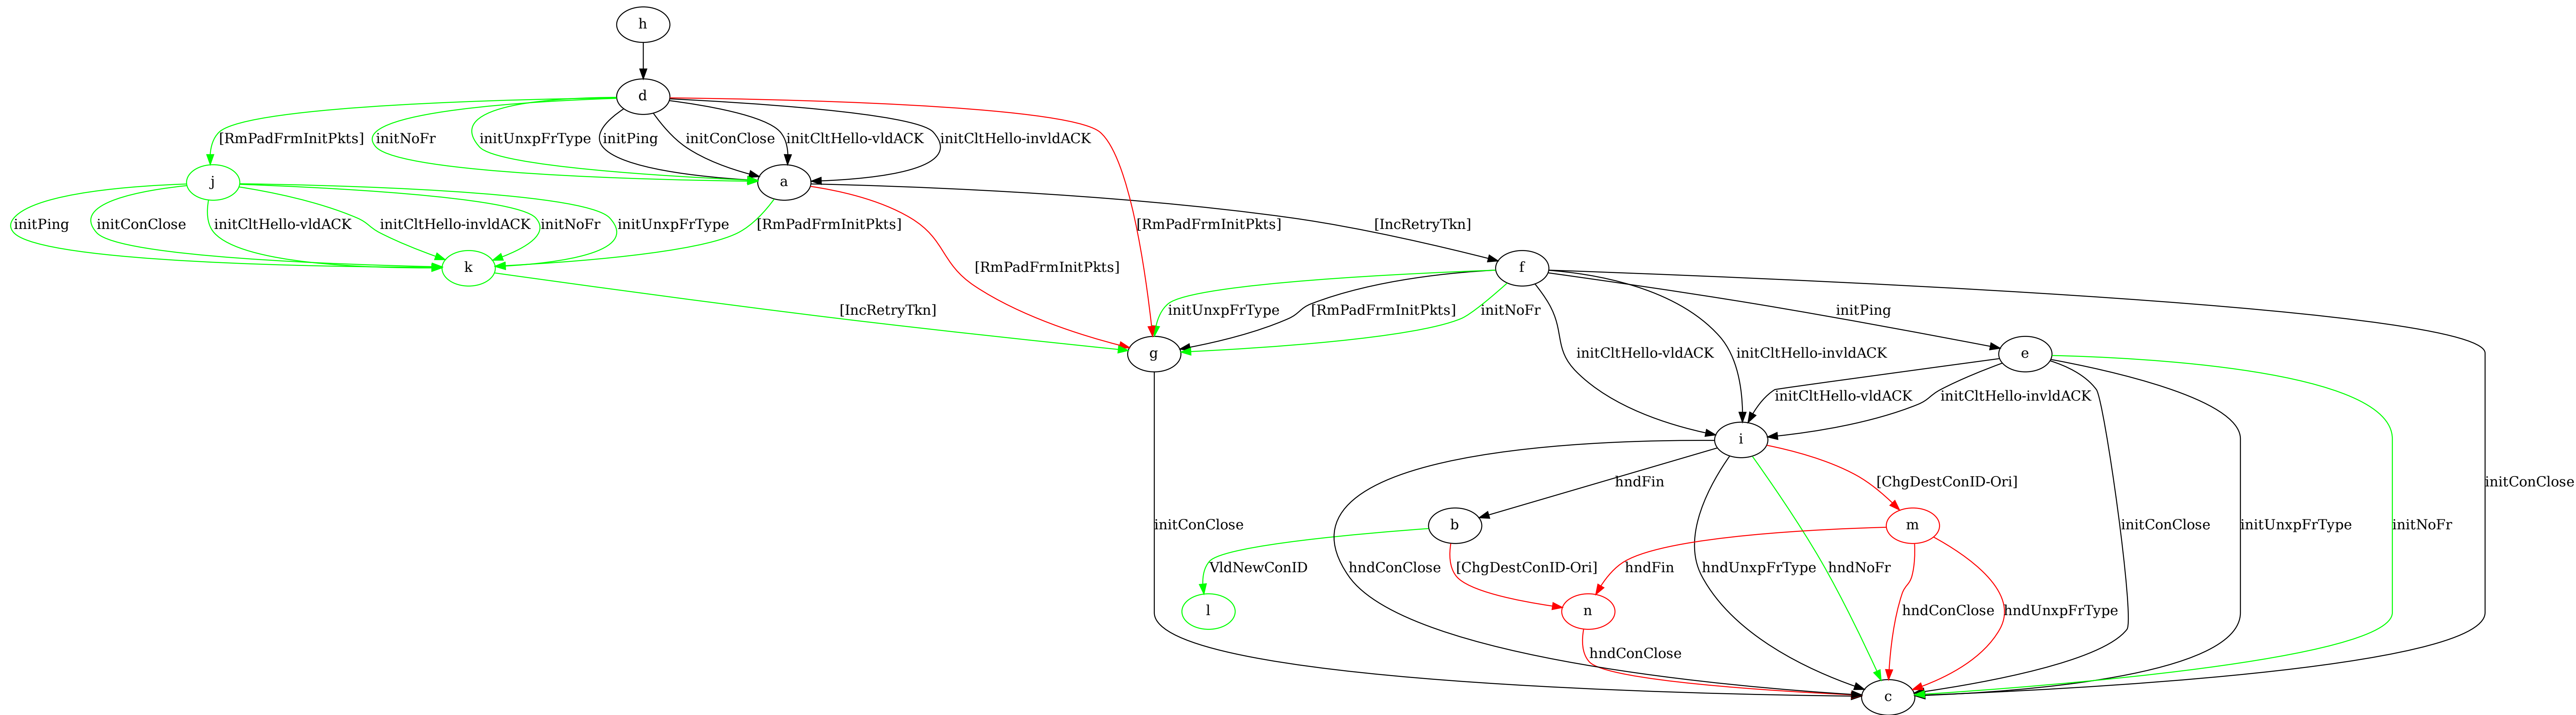 h
d
[RmPadFrmInitPkts]
initNoFr
initUnxpFrType
initPing
initConClose
initCltHello-vldACK
initCltHello-invldACK
j
a
initPing
initConClose
initCltHello-vldACK
initCltHello-invldACK
initNoFr
initUnxpFrType
[RmPadFrmInitPkts]
[RmPadFrmInitPkts]
[IncRetryTkn]
k
[RmPadFrmInitPkts]
f
[IncRetryTkn]
initUnxpFrType
[RmPadFrmInitPkts]
initNoFr
initPing
g
initCltHello-vldACK
initCltHello-invldACK
e
initCltHello-vldACK
initCltHello-invldACK
i
hndFin
[ChgDestConID-Ori]
initConClose
initConClose
b
m
initConClose
initUnxpFrType
initNoFr
VldNewConID
hndConClose
[ChgDestConID-Ori]
hndFin
hndUnxpFrType
hndNoFr
l
n
hndConClose
hndUnxpFrType
hndConClose
c